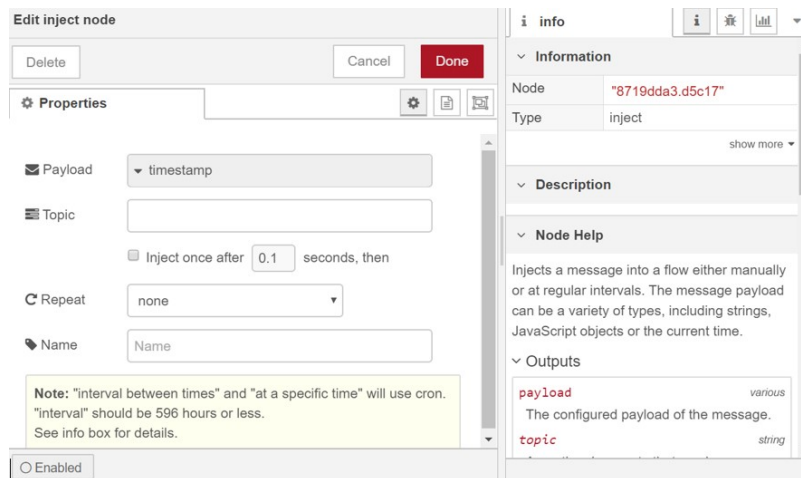 Edit inject node
Delete
Cancel
Done
Properties
Payload
timestamp
Topic
Inject once after 0.1 seconds, then
Repeat
none
Name
Name
Note: "interval between times" and "at a specific time" will use cron.
"interval" should be 596 hours or less.
See info box for details.
Enabled
i info
i
Information
Node "8719dda3.d5c17"
Type inject
show more
Description
Node Help
Injects a message into a flow either manually
or at regular intervals. The message payload
can be a variety of types, including strings,
JavaScript objects or the current time.
Outputs
payload various
The configured payload of the message.
topic string